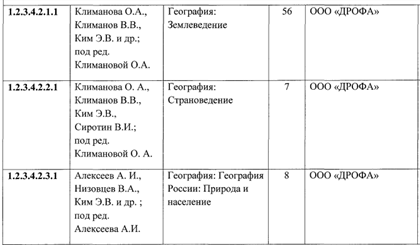 1.2.3.4.2.1.1 Климанова О.А., География: 56 ООО «ДРОФА»
Климанов В.В., Землеведение
Ким Э.В. и др.;
под ред.
Климановой О.А.
1.2.3.4.2.2.1 Климанова О. А., География: 7 ООО «ДРОФА»
Климанов В.В., Страноведение
Ким Э.В.,
Сиротин В.И.;
под ред.
Климановой О. А.
1.2.3.4.2.3.1 Алексеев А. И., География: География 8 ООО «ДРОФА»
Низовцев В.А., России: Природа и
Ким Э.В. и др. ; население
под ред.
Алексеева А.И.